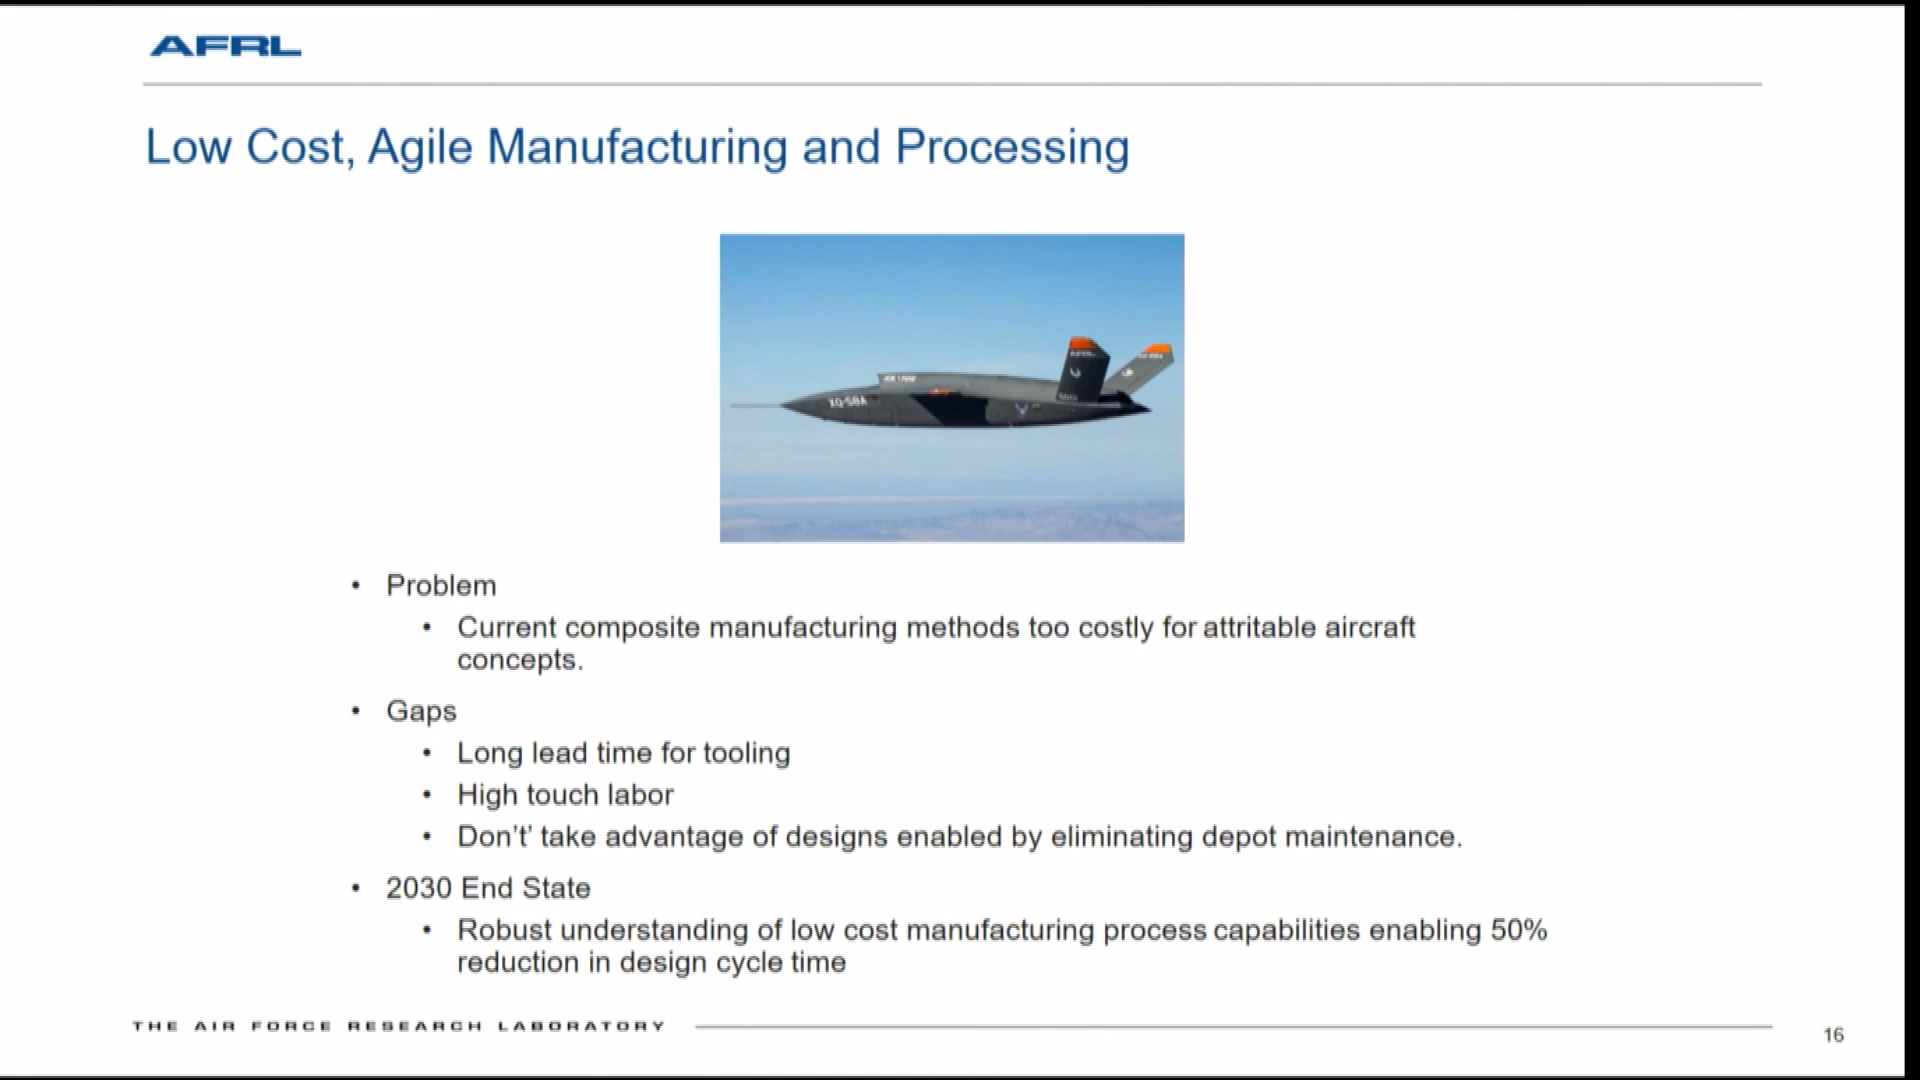 AFRL
Low Cost, Agile Manufacturing and Processing
XQ-58A
• Problem
• Current composite manufacturing methods too costly for attritable aircraft
concepts.
• Gaps
• Long lead time for tooling
• High touch labor
• Don’t’ take advantage of designs enabled by eliminating depot maintenance.
• 2030 End State
• Robust understanding of low cost manufacturing process capabilities enabling 50%
reduction in design cycle time
THE AIR FORCE RESEARCH LABORATORY
16